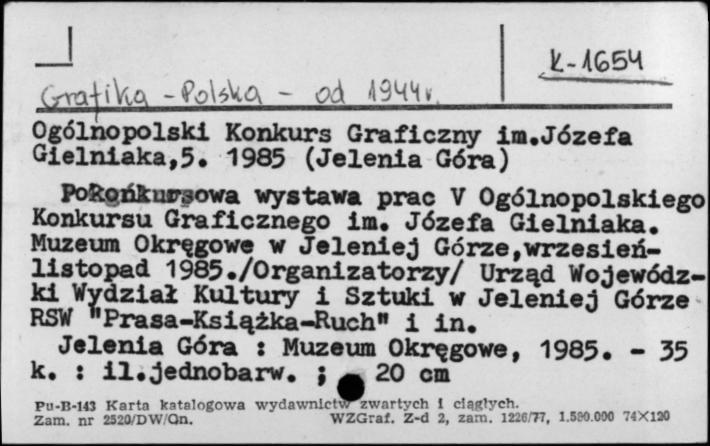 K-1654
Grafika - Polska - od 1944r.
Ogólnopolski Konkurs Graficzny im.Józefa
Gielniaka,5. 1985 (Jelenia Góra)
Pokonkursowa wystawa prac V Ogólnopolskiego
Konkursu Graficznego im. Józefa Gielniaka.
Muzeum Okręgowe w Jeleniej Górze,wrzesień-
listopad 1985./Organizatorzy/ Urząd Wojewódz-
ki Wydział Kultury i Sztuki w Jeleniej Górze
RSW "Prasa-Książka-Ruch" i in.
Jelenia Góra : Muzeum Okręgowe, 1985. - 35
k. : il.jednobarw. ; 20 cm
Pu-B-143 Karta katalogowa wydawnictw zwartych i ciągłych.
Zam. nr 2520/DW/Qn. WZGraf. Z-d 2, zam. 1226/77, 1.500.000 74X120